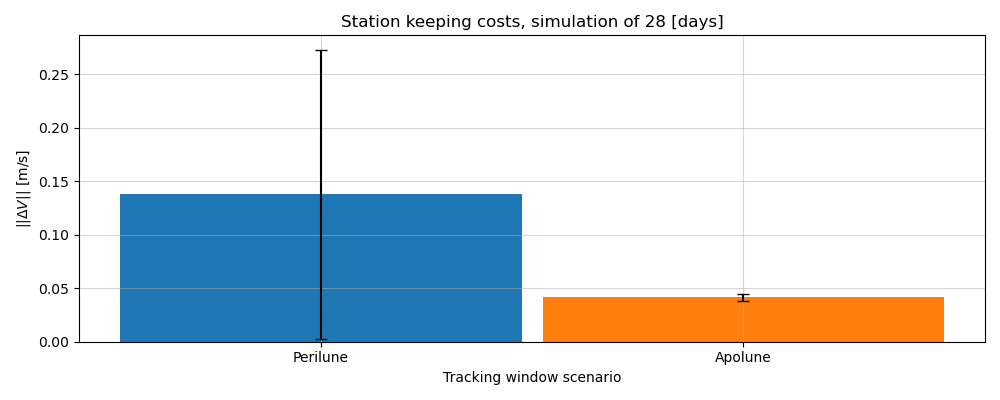 Station keeping costs, simulation of 28 [days]
0.25
0.20
0.15
0.10
0.05
0.00
||ΔV|| [m/s]
Perilune
Apolune
Tracking window scenario